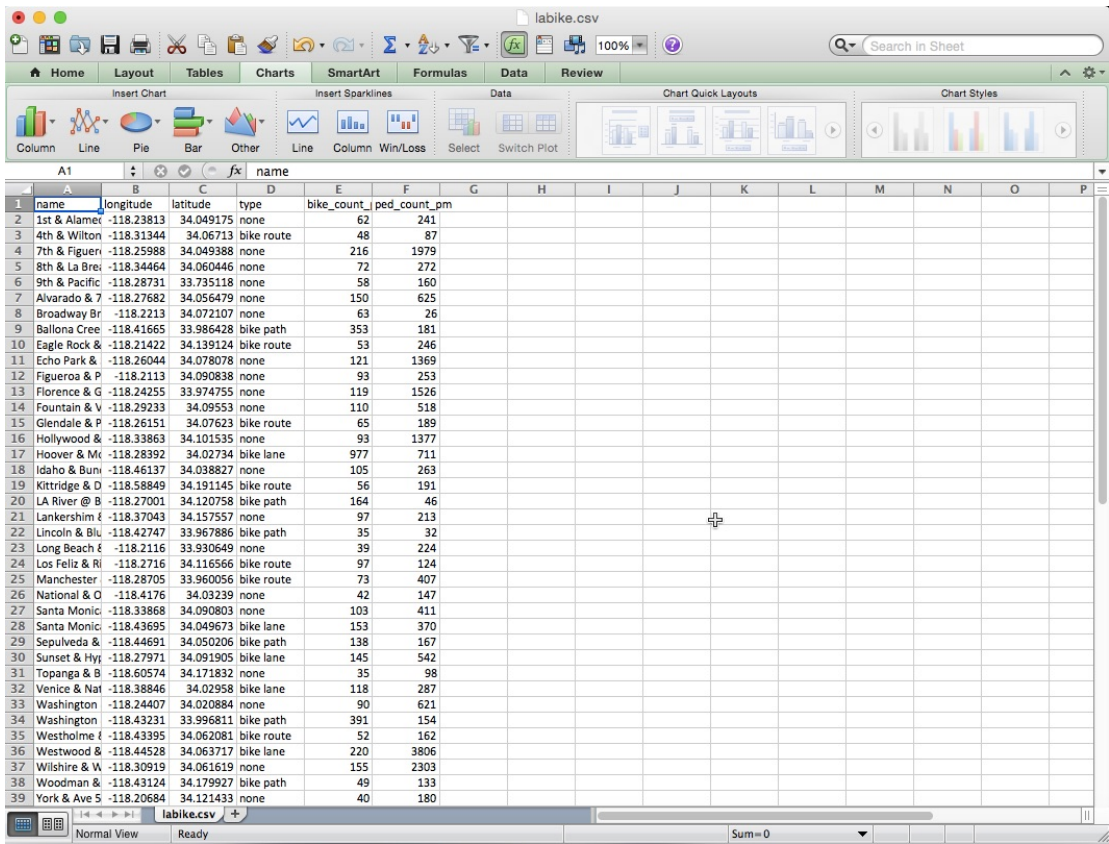 labike.csv
100%
Search in Sheet
Home Layout Tables Charts SmartArt Formulas Data Review
Insert Chart Insert Sparklines Data Chart Quick Layouts Chart Styles
Column Line Pie Bar Other Line Column Win/Loss Select Switch Plot
A1 fx name
A B C D E F G H I J K L M N O P
1 name longitude latitude type bike_count_ ped_count_pm
2 1st & Alamed -118.23813 34.049175 none 62 241
3 4th & Wilton -118.31344 34.06713 bike route 48 87
4 7th & Figuer -118.25988 34.049388 none 216 1979
5 8th & La Brea -118.34464 34.060446 none 72 272
6 9th & Pacific -118.28731 33.735118 none 58 160
7 Alvarado & 7 -118.27682 34.056479 none 150 625
8 Broadway Br -118.2213 34.072107 none 63 26
9 Ballona Cree -118.41665 33.986428 bike path 353 181
10 Eagle Rock & -118.21422 34.139124 bike route 53 246
11 Echo Park & -118.26044 34.078078 none 121 1369
12 Figueroa & P -118.2113 34.090838 none 93 253
13 Florence & G -118.24255 33.974755 none 119 1526
14 Fountain & V -118.29233 34.09553 none 110 518
15 Glendale & P -118.26151 34.07623 bike route 65 189
16 Hollywood & -118.33863 34.101535 none 93 1377
17 Hoover & Mc -118.28392 34.02734 bike lane 977 711
18 Idaho & Bun -118.46137 34.038827 none 105 263
19 Kittridge & D -118.58849 34.191145 bike route 56 191
20 LA River @ B -118.27001 34.120758 bike path 164 46
21 Lankershim & -118.37043 34.157557 none 97 213
22 Lincoln & Blu -118.42747 33.967886 bike path 35 32
23 Long Beach & -118.2116 33.930649 none 39 224
24 Los Feliz & Ri -118.2716 34.116566 bike route 97 124
25 Manchester -118.28705 33.960056 bike route 73 407
26 National & O -118.4176 34.03239 none 42 147
27 Santa Monic -118.33868 34.090803 none 103 411
28 Santa Monic -118.43695 34.049673 bike lane 153 370
29 Sepulveda & -118.44691 34.050206 bike path 138 167
30 Sunset & Hyp -118.27971 34.091905 bike lane 145 542
31 Topanga & B -118.60574 34.171832 none 35 98
32 Venice & Nat -118.38846 34.02958 bike lane 118 287
33 Washington -118.24407 34.020884 none 90 621
34 Washington -118.43231 33.996811 bike path 391 154
35 Westholme & -118.43395 34.062081 bike route 52 162
36 Westwood & -118.44528 34.063717 bike lane 220 3806
37 Wilshire & W -118.30919 34.061619 none 155 2303
38 Woodman & -118.43124 34.179927 bike path 49 133
39 York & Ave 5 -118.20684 34.121433 none 40 180
labike.csv
Normal View Ready Sum=0